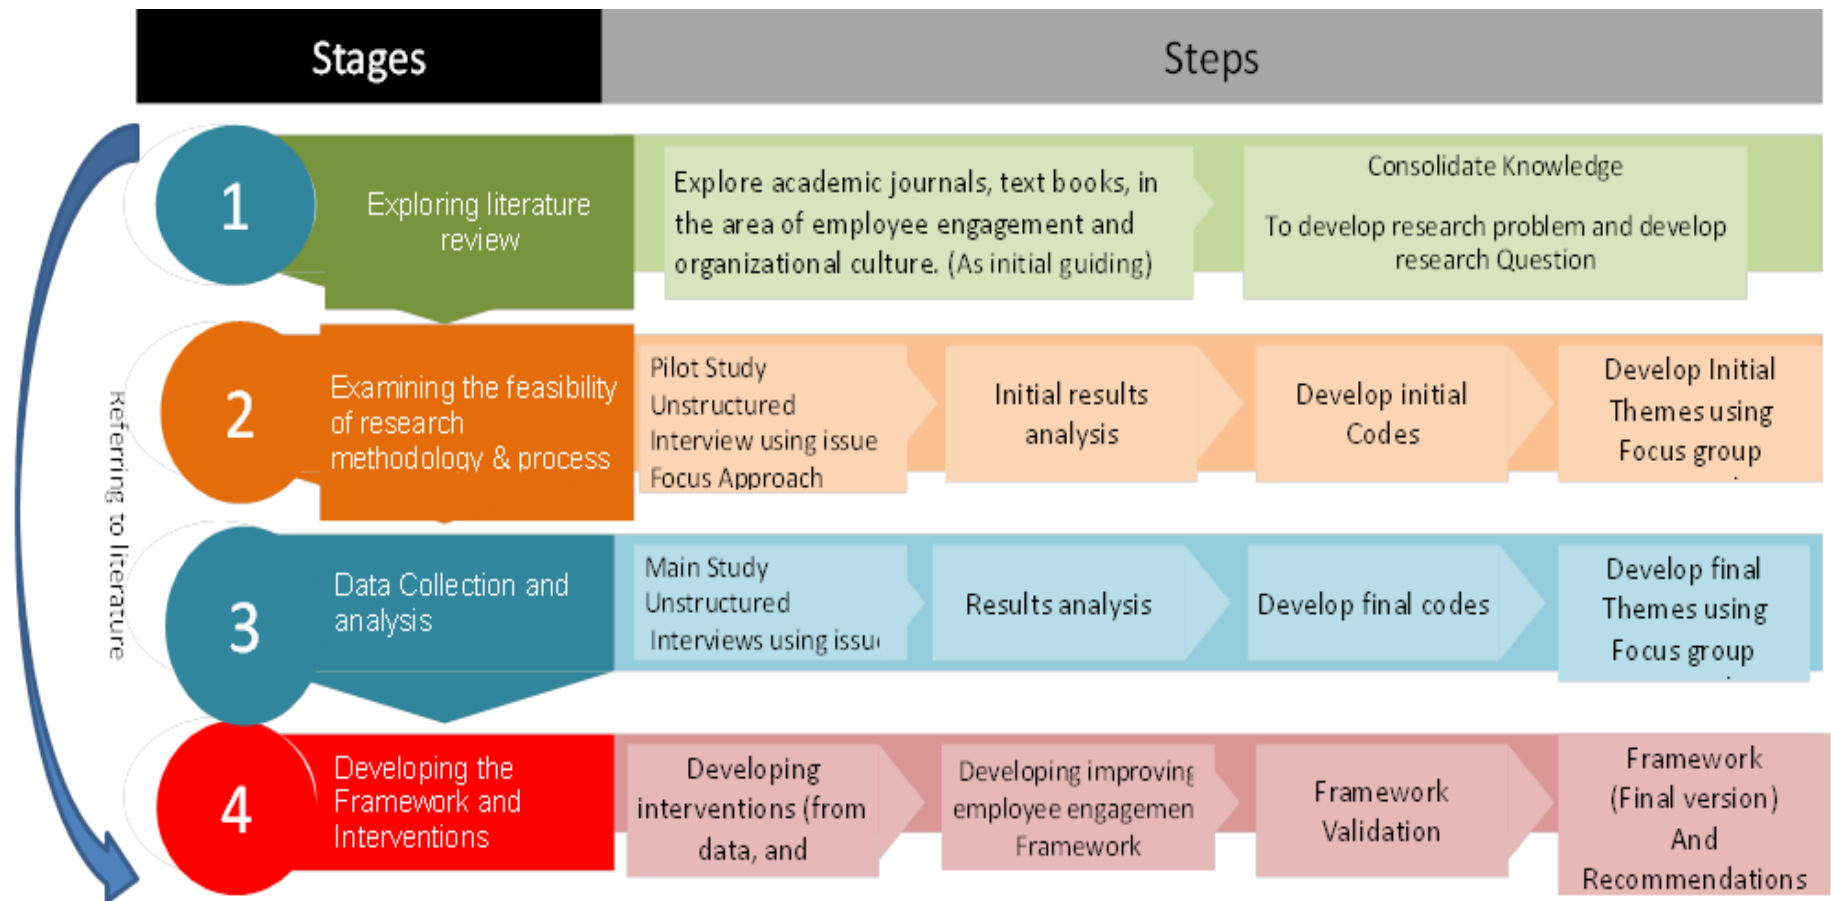 Stages
Steps
Referring to literature
1
Exploring literature
review
Explore academic journals, text books, in
the area of employee engagement and
organizational culture. (As initial guiding)
Consolidate Knowledge
To develop research problem and develop
research Question
2
Examining the feasibility
of research
methodology & process
Pilot Study
Unstructured
Interview using issue
Focus Approach
Initial results
analysis
Develop initial
Codes
Develop Initial
Themes using
Focus group
3
Data Collection and
analysis
Main Study
Unstructured
Interviews using
Results analysis
Develop final codes
Develop final
Themes using
Focus group
4
Developing the
Framework and
Interventions
Developing
interventions (from
data, and
Developing improving
employee engagemen
Framework
Framework
Validation
Framework
(Final version)
And
Recommendations